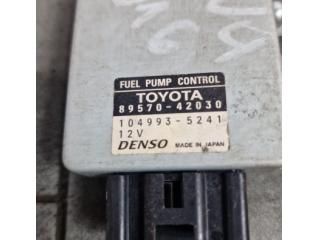 FUEL PUMP CONTROL
TOYOTA
89570-42030
104993-5241
12V
DENSO MADE IN JAPAN